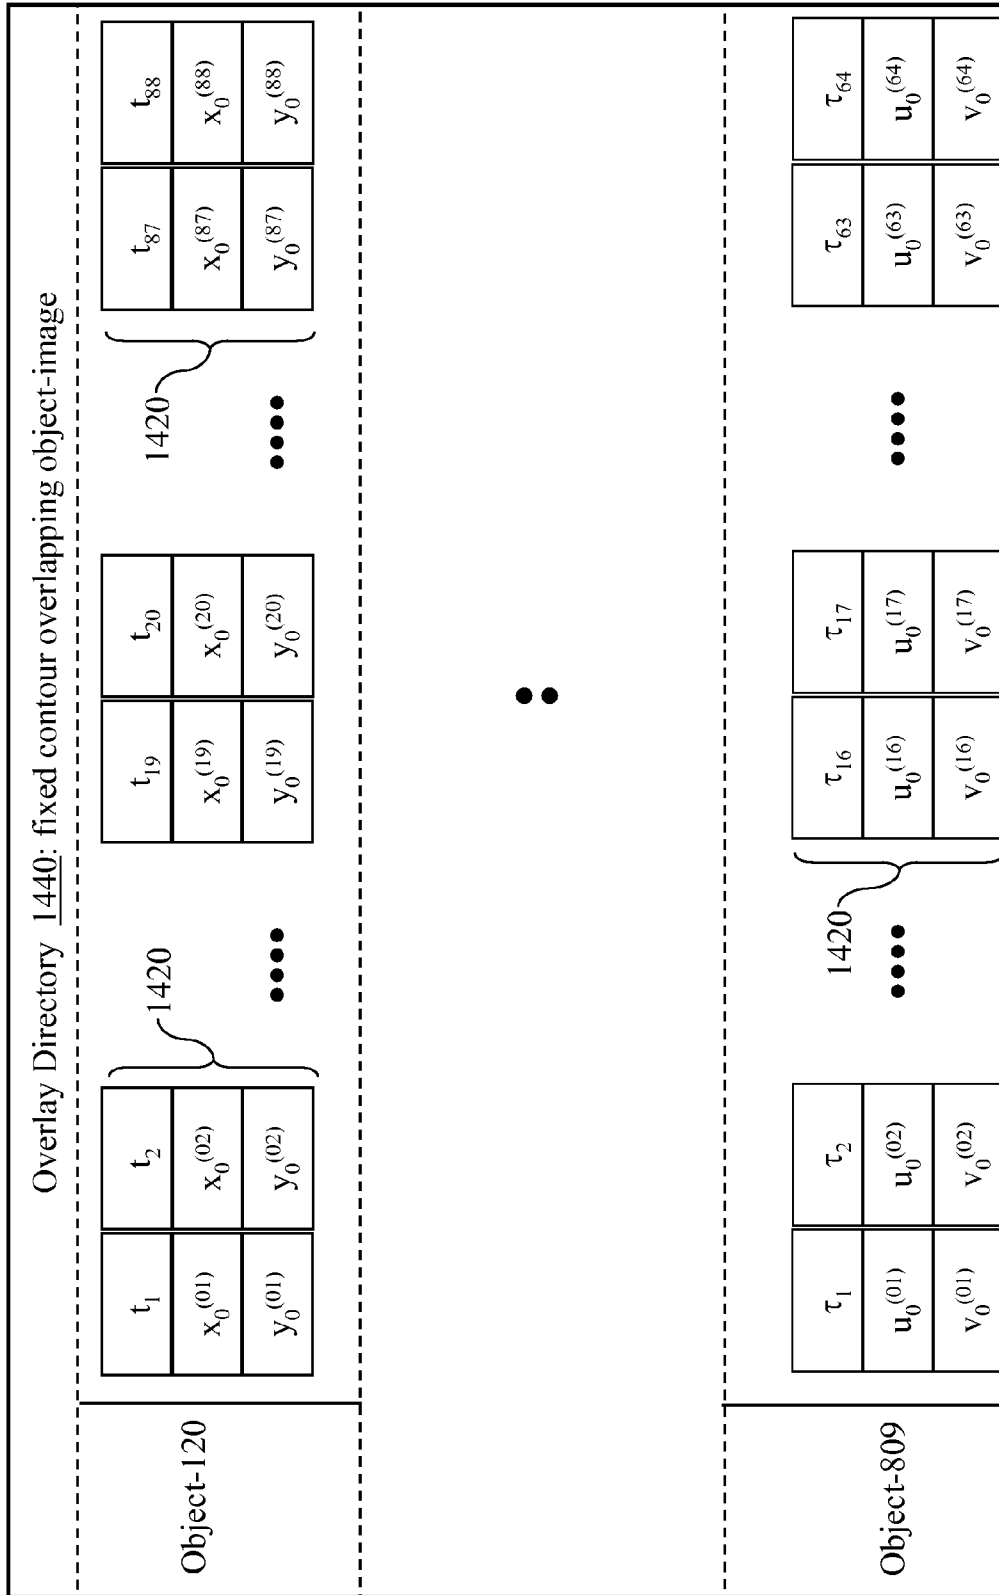 Overlay Directory 1440: fixed contour overlapping object-image
Object-120
t₁ t₂ t₁₉ t₂₀ t₈₇ t₈₈
x₀⁽⁰¹⁾ x₀⁽⁰²⁾ x₀⁽¹⁹⁾ x₀⁽²⁰⁾ x₀⁽⁸⁷⁾ x₀⁽⁸⁸⁾
y₀⁽⁰¹⁾ y₀⁽⁰²⁾ y₀⁽¹⁹⁾ y₀⁽²⁰⁾ y₀⁽⁸⁷⁾ y₀⁽⁸⁸⁾
1420
1420
Object-809
τ₁ τ₂ τ₁₆ τ₁₇ τ₆₃ τ₆₄
u₀⁽⁰¹⁾ u₀⁽⁰²⁾ u₀⁽¹⁶⁾ u₀⁽¹⁷⁾ u₀⁽⁶³⁾ u₀⁽⁶⁴⁾
v₀⁽⁰¹⁾ v₀⁽⁰²⁾ v₀⁽¹⁶⁾ v₀⁽¹⁷⁾ v₀⁽⁶³⁾ v₀⁽⁶⁴⁾
1420